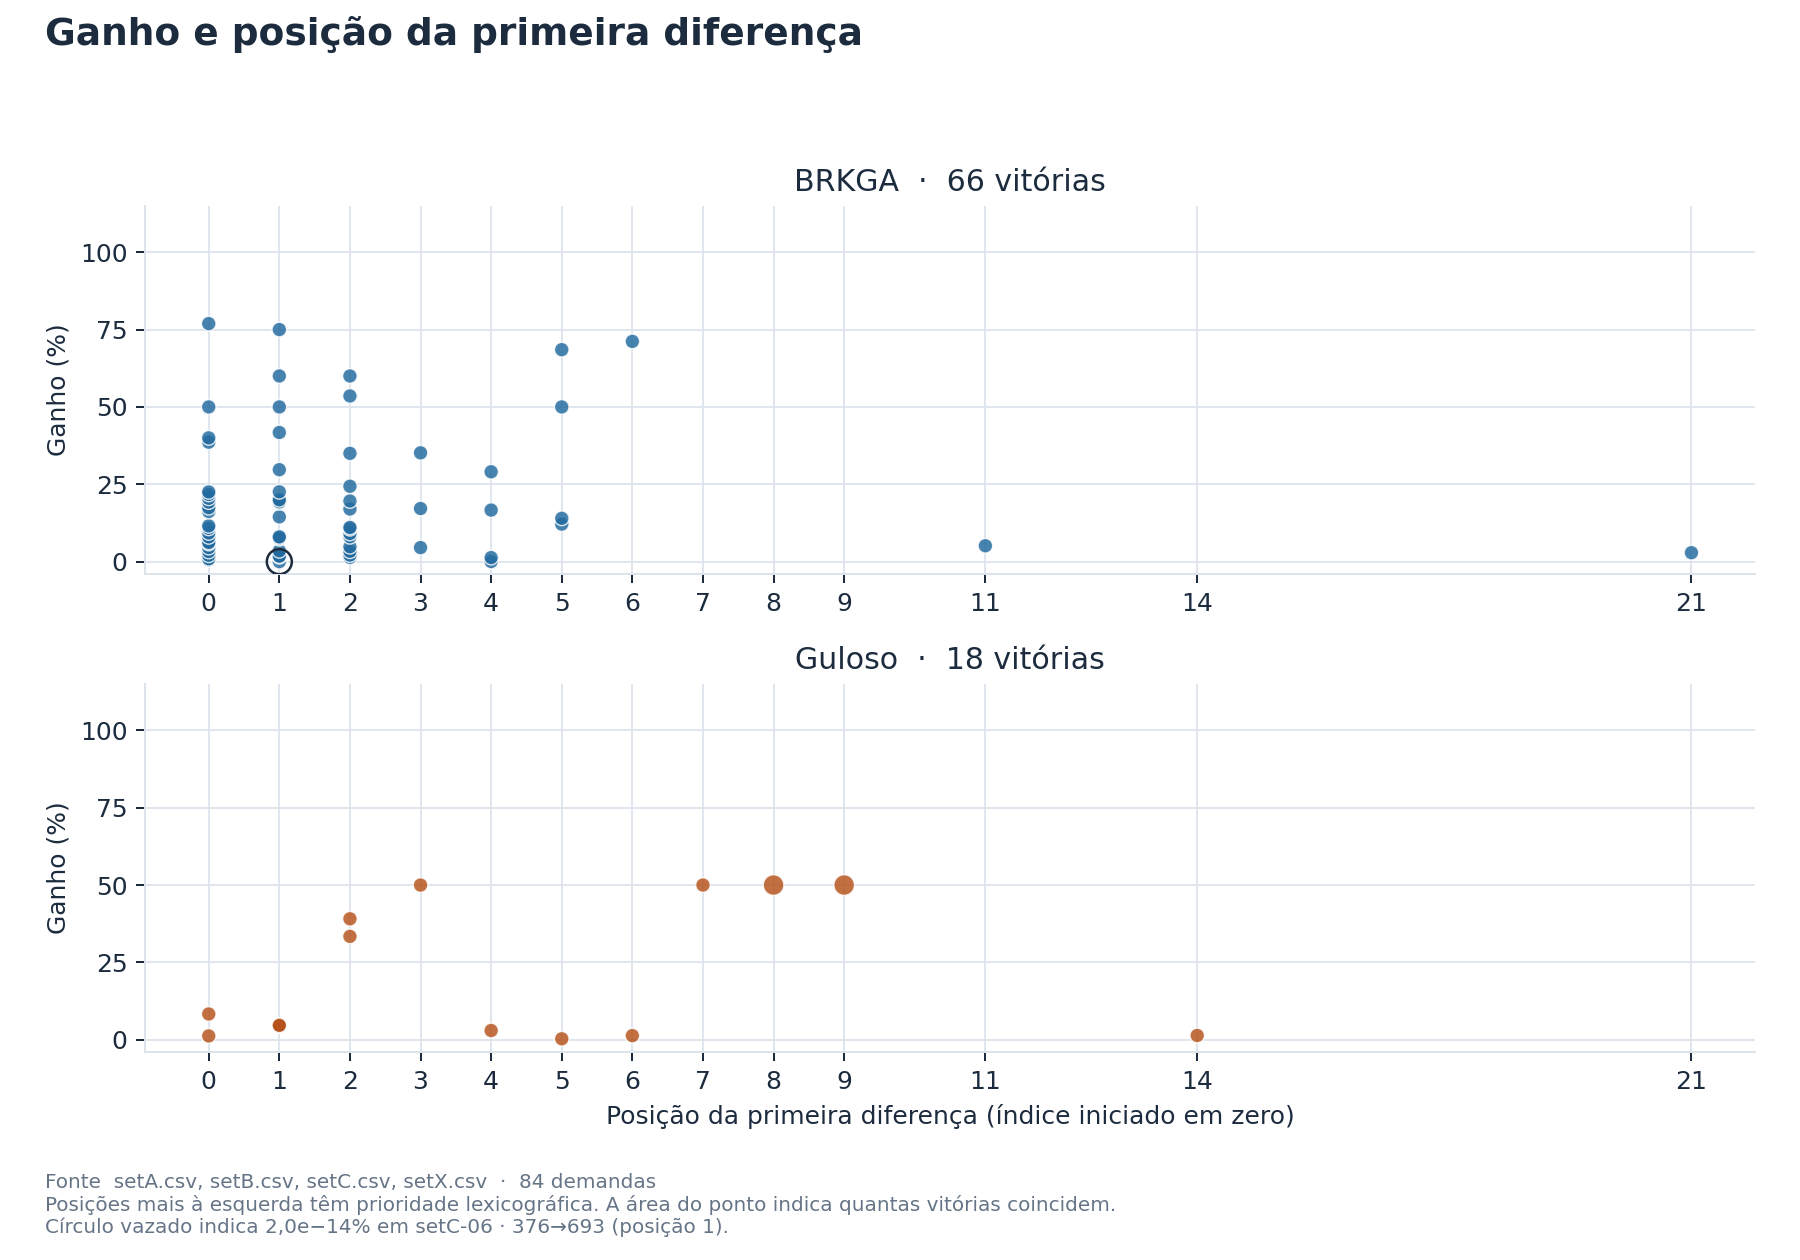 Ganho e posição da primeira diferença
BRKGA · 66 vitórias
Ganho (%)
100
75
50
25
0
0 1 2 3 4 5 6 7 8 9 11 14 21
Guloso · 18 vitórias
Ganho (%)
100
75
50
25
0
0 1 2 3 4 5 6 7 8 9 11 14 21
Posição da primeira diferença (índice iniciado em zero)
Fonte setA.csv, setB.csv, setC.csv, setX.csv · 84 demandas
Posições mais à esquerda têm prioridade lexicográfica. A área do ponto indica quantas vitórias coincidem.
Círculo vazado indica 2,0e−14% em setC-06 · 376→693 (posição 1).